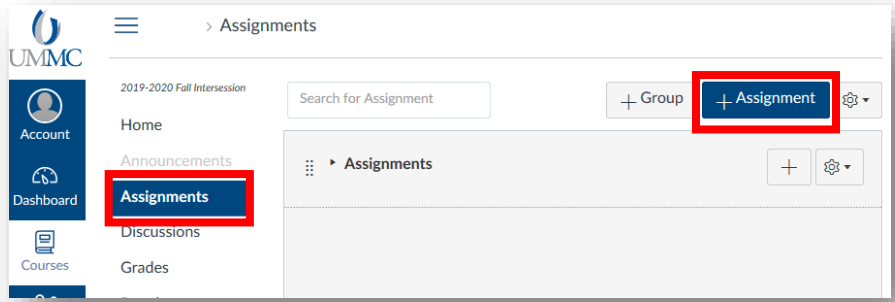 UMMC
> Assignments
Account
Dashboard
Courses
2019-2020 Fall Intersession
Home
Announcements
Assignments
Discussions
Grades
Search for Assignment
+ Group
+ Assignment
Assignments
+